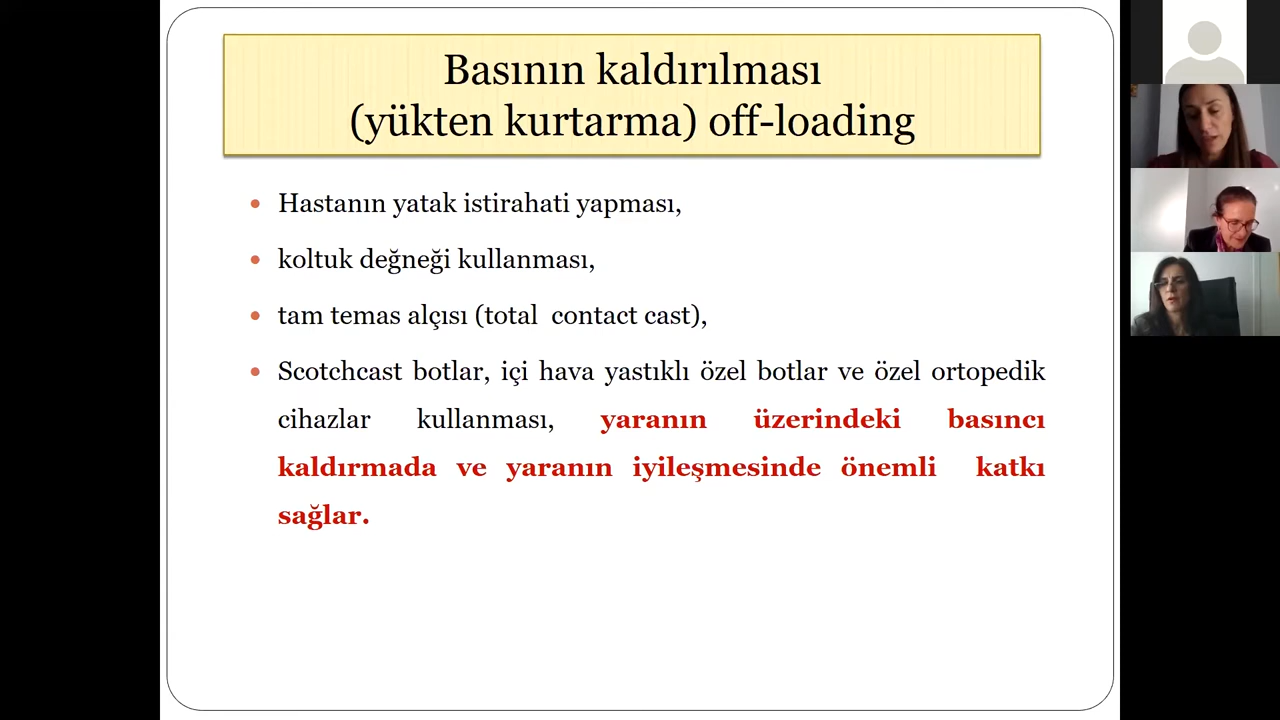 Basının kaldırılması
(yükten kurtarma) off-loading
• Hastanın yatak istirahati yapması,
• koltuk değneği kullanması,
• tam temas alçısı (total contact cast),
• Scotchcast botlar, içi hava yastıklı özel botlar ve özel ortopedik
cihazlar kullanması, yaranın üzerindeki basıncı
kaldırmada ve yaranın iyileşmesinde önemli katkı
sağlar.